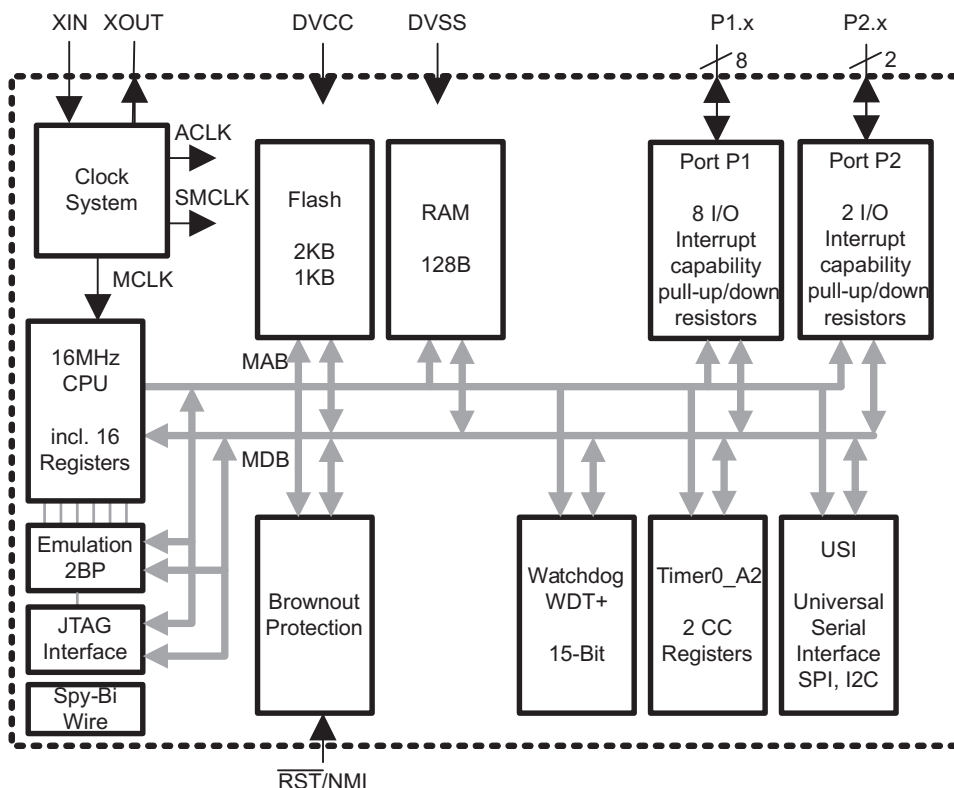 XIN
XOUT
DVCC
DVSS
P1.x
P2.x
8
2
ACLK
SMCLK
MCLK
Clock
System
Flash
2KB
1KB
RAM
128B
Port P1
8 I/O
Interrupt
capability
pull-up/down
resistors
Port P2
2 I/O
Interrupt
capability
pull-up/down
resistors
16MHz
CPU
incl. 16
Registers
MAB
MDB
Emulation
2BP
JTAG
Interface
Spy-Bi
Wire
Brownout
Protection
Watchdog
WDT+
15-Bit
Timer0_A2
2 CC
Registers
USI
Universal
Serial
Interface
SPI, I2C
RST/NMI